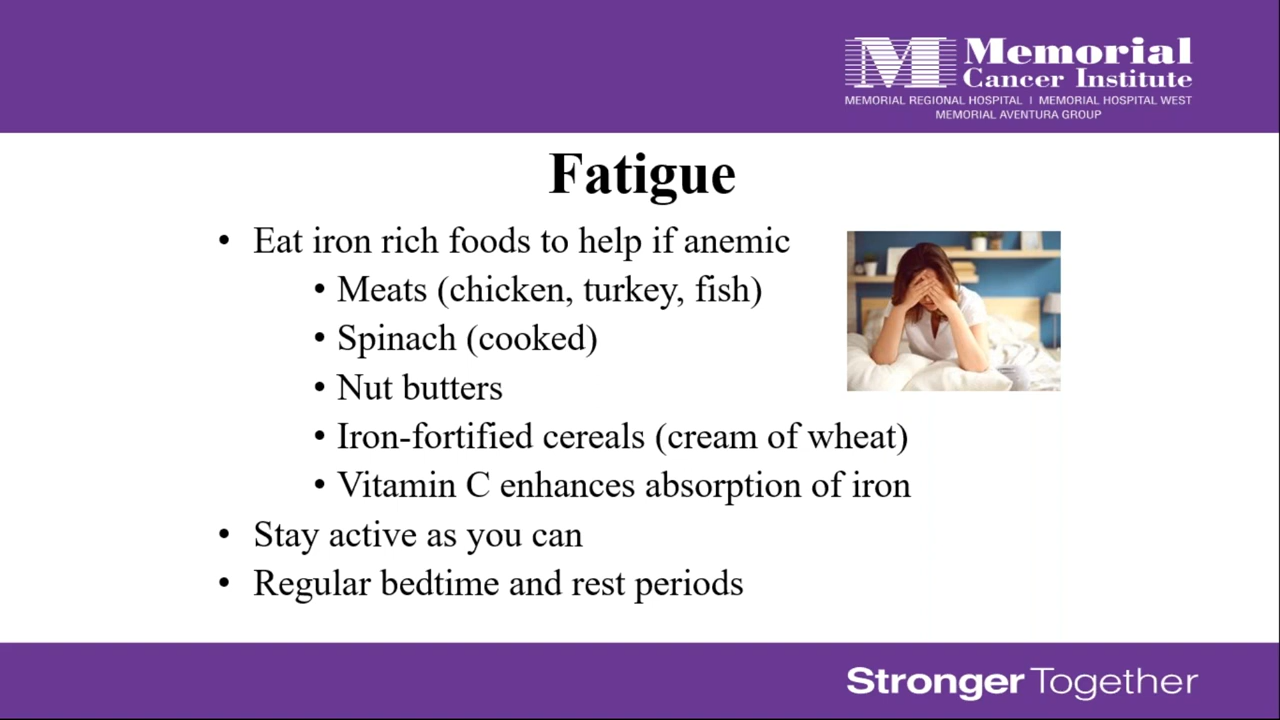 Memorial
Cancer Institute
MEMORIAL REGIONAL HOSPITAL | MEMORIAL HOSPITAL WEST
MEMORIAL AVENTURA GROUP
Fatigue
• Eat iron rich foods to help if anemic
• Meats (chicken, turkey, fish)
• Spinach (cooked)
• Nut butters
• Iron-fortified cereals (cream of wheat)
• Vitamin C enhances absorption of iron
• Stay active as you can
• Regular bedtime and rest periods
Stronger Together